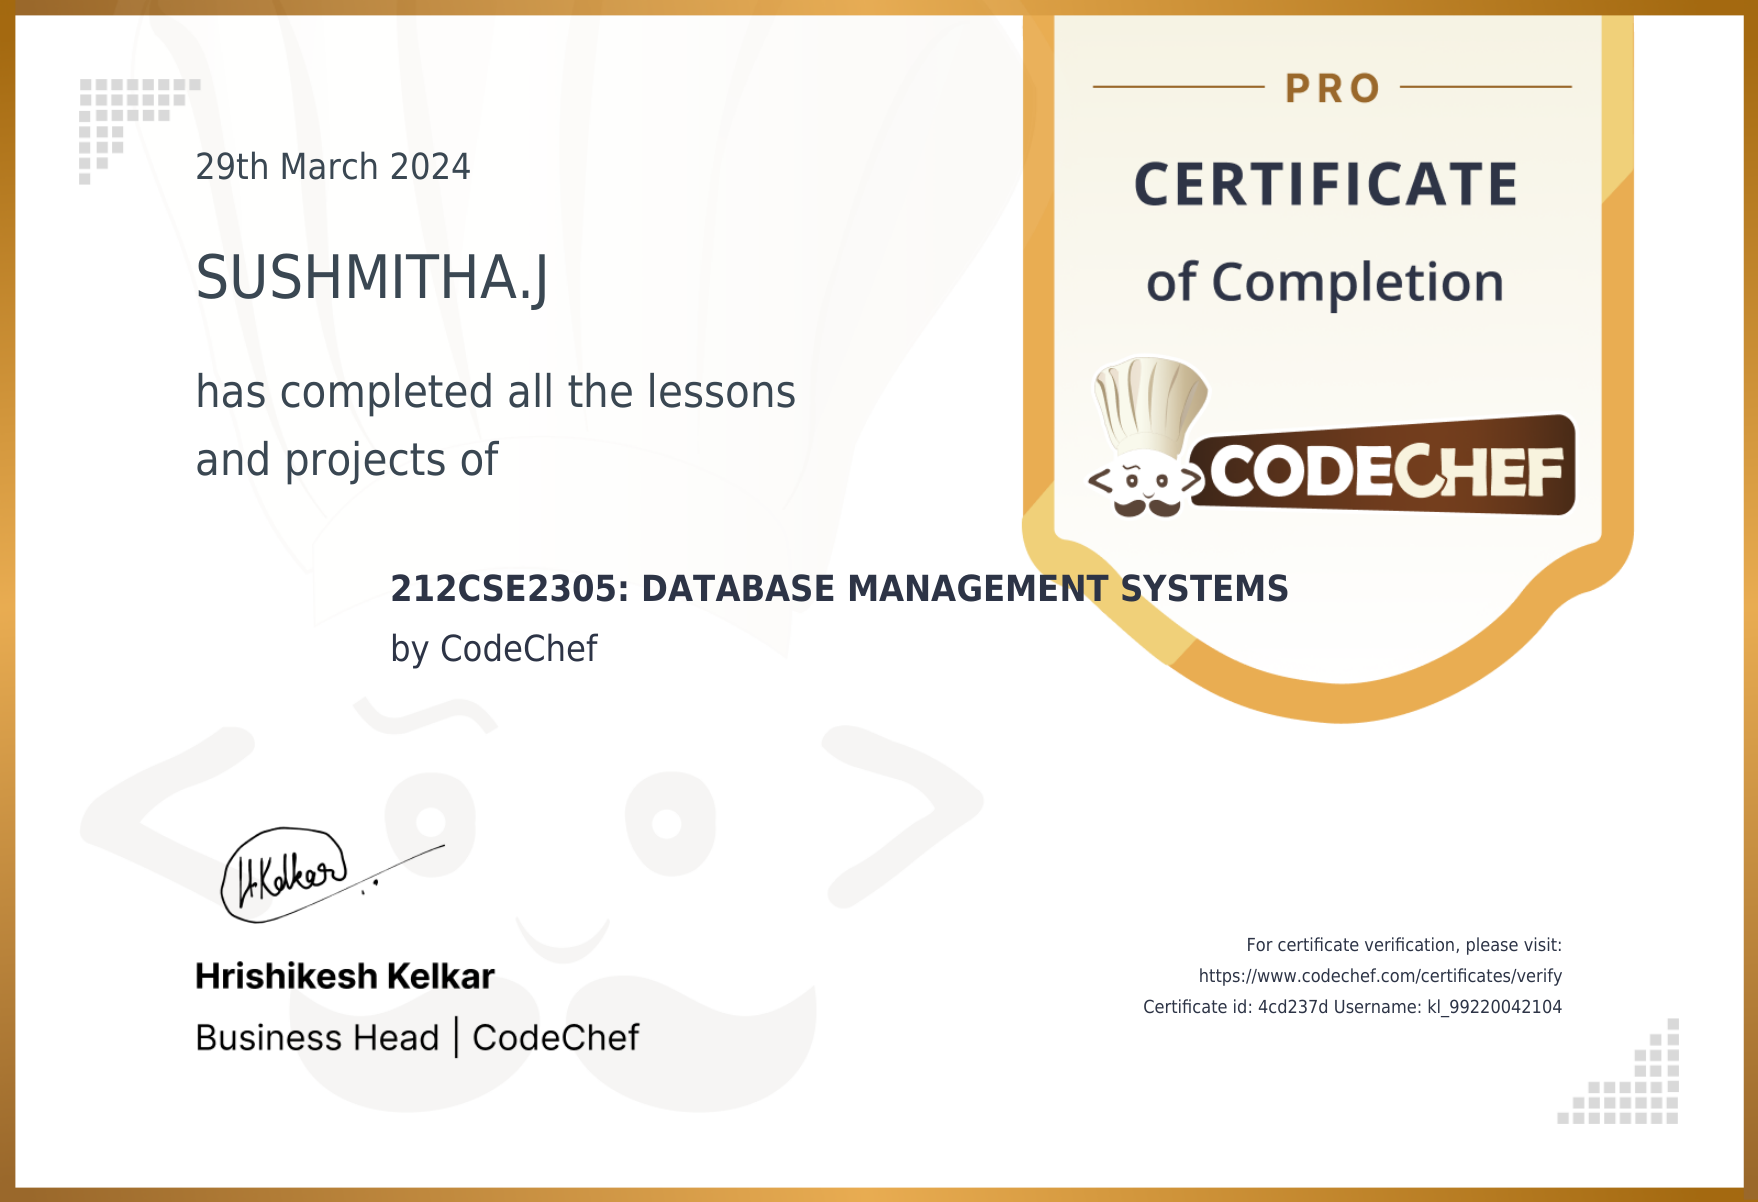 29th March 2024
SUSHMITHA.J
has completed all the lessons
and projects of
212CSE2305: DATABASE MANAGEMENT SYSTEMS
by CodeChef
PRO
CERTIFICATE
of Completion
CODECHEF
H.Kelkar
Hrishikesh Kelkar
Business Head | CodeChef
For certificate verification, please visit:
https://www.codechef.com/certificates/verify
Certificate id: 4cd237d Username: kl_99220042104